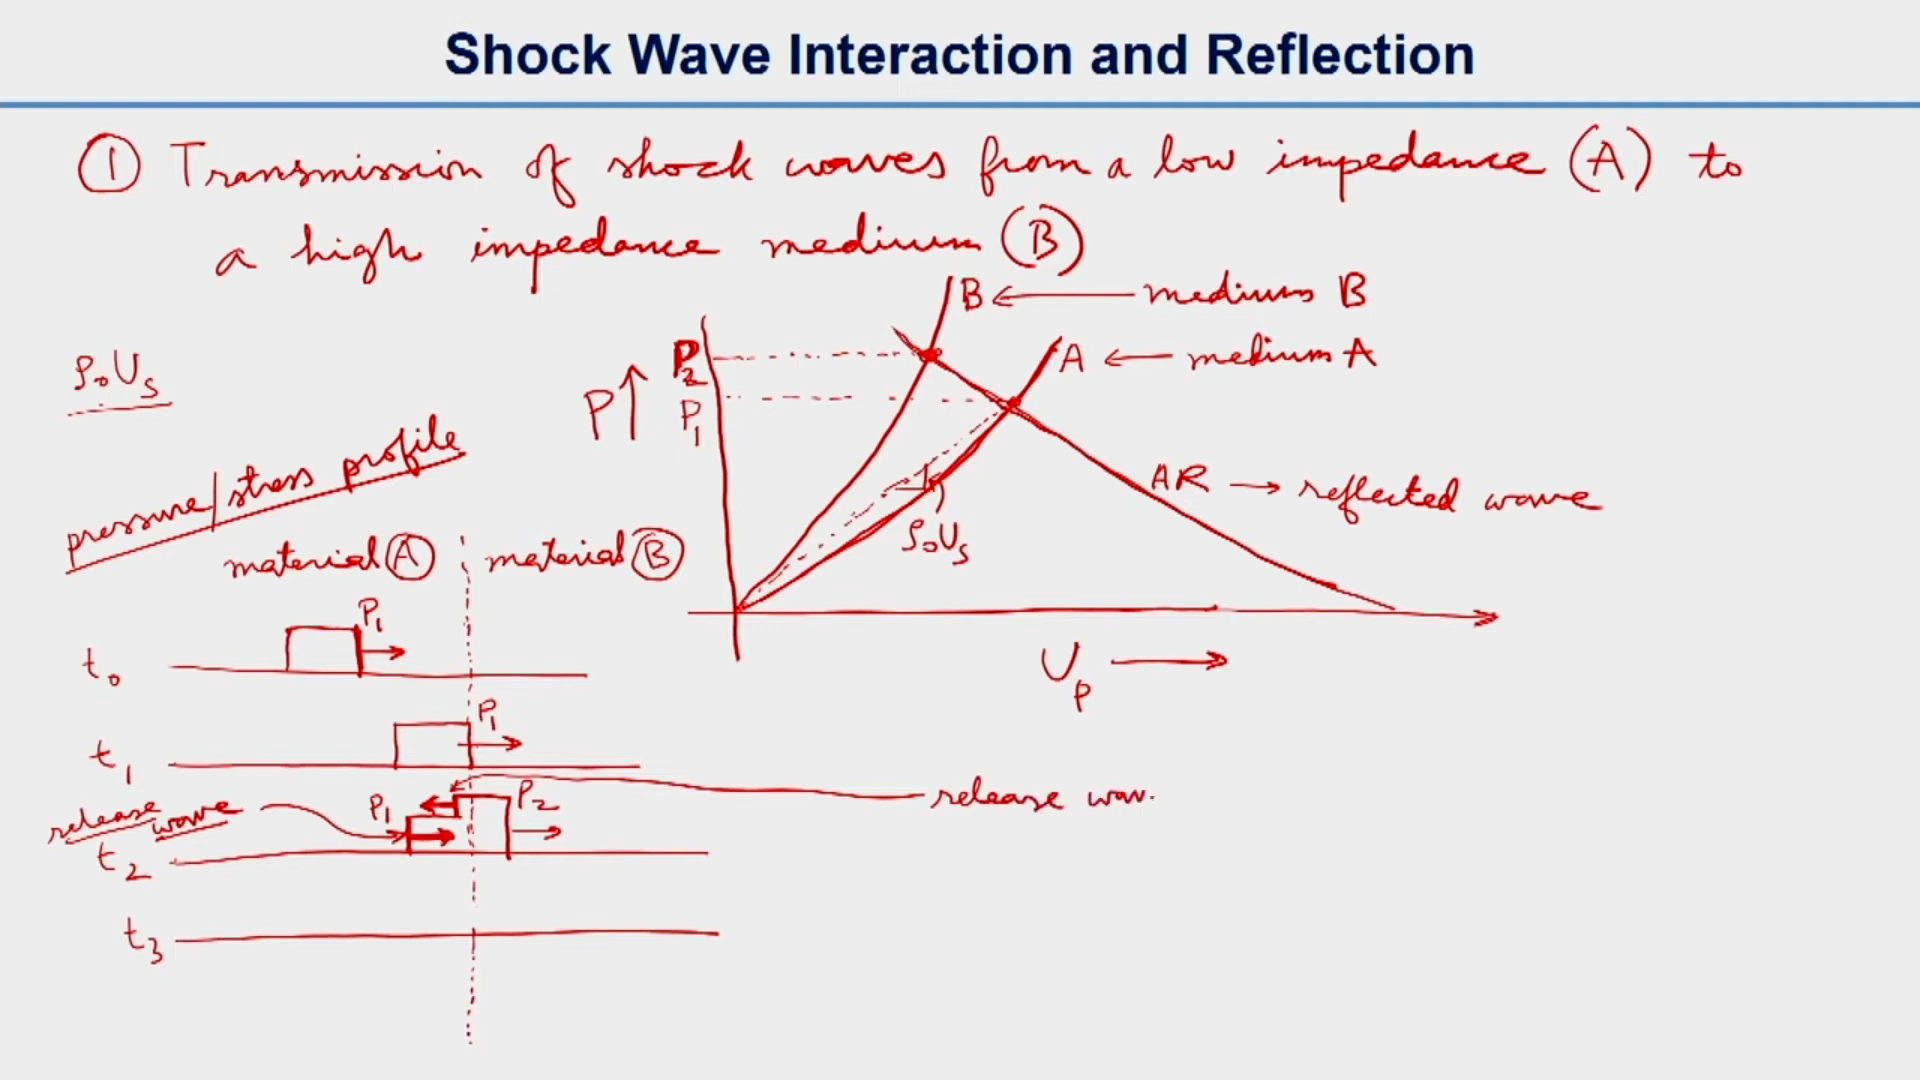 Shock Wave Interaction and Reflection
① Transmission of shock waves from a low impedance (A) to
a high impedance medium (B)
B ← medium B
A ← medium A
P₂
P₁
P↑
ρ₀Uₛ
AR → reflected wave
ρ₀Uₛ
U_p →
pressure/stress profile
material Ⓐ material Ⓑ
P₁
t₀
P₁
t₁
release wave
P₁
P₂
release wav
t₂
t₃